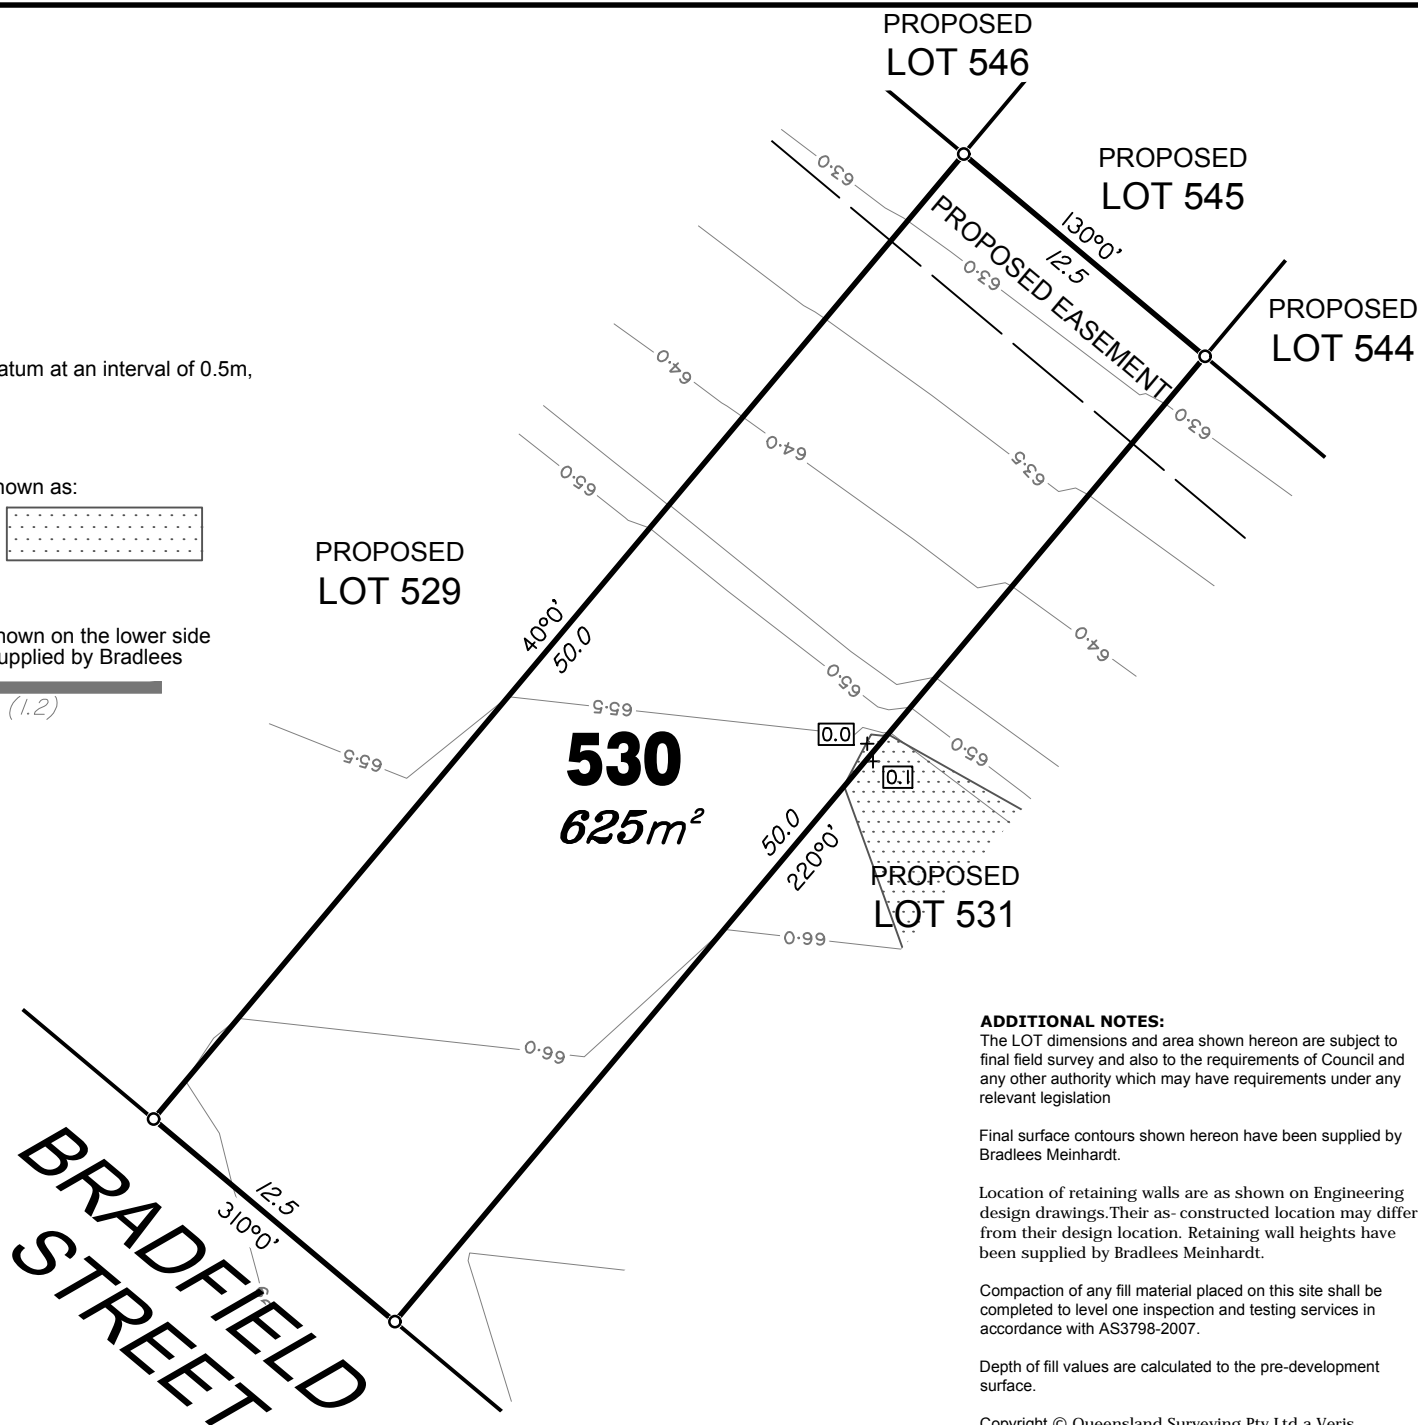 PROPOSED
LOT 546
PROPOSED
LOT 545
130°0'
12.5
PROPOSED EASEMENT
PROPOSED
LOT 544
63·0
63·0
63·0
63·5
64·0
64·0
64·0
65·0
65·0
65·0
atum at an interval of 0.5m,
hown as:
PROPOSED
LOT 529
40°0'
50.0
hown on the lower side
upplied by Bradlees
(1.2)
65·5
65·5
530
625m²
0.0
0.1
50.0
220°0'
PROPOSED
LOT 531
66·0
66·0
12.5
310°0'
BRADFIELD
STREET
ADDITIONAL NOTES:
The LOT dimensions and area shown hereon are subject to
final field survey and also to the requirements of Council and
any other authority which may have requirements under any
relevant legislation
Final surface contours shown hereon have been supplied by
Bradlees Meinhardt.
Location of retaining walls are as shown on Engineering
design drawings.Their as-constructed location may differ
from their design location. Retaining wall heights have
been supplied by Bradlees Meinhardt.
Compaction of any fill material placed on this site shall be
completed to level one inspection and testing services in
accordance with AS3798-2007.
Depth of fill values are calculated to the pre-development
surface.
Copyright © Queensland Surveying Pty Ltd a Veris